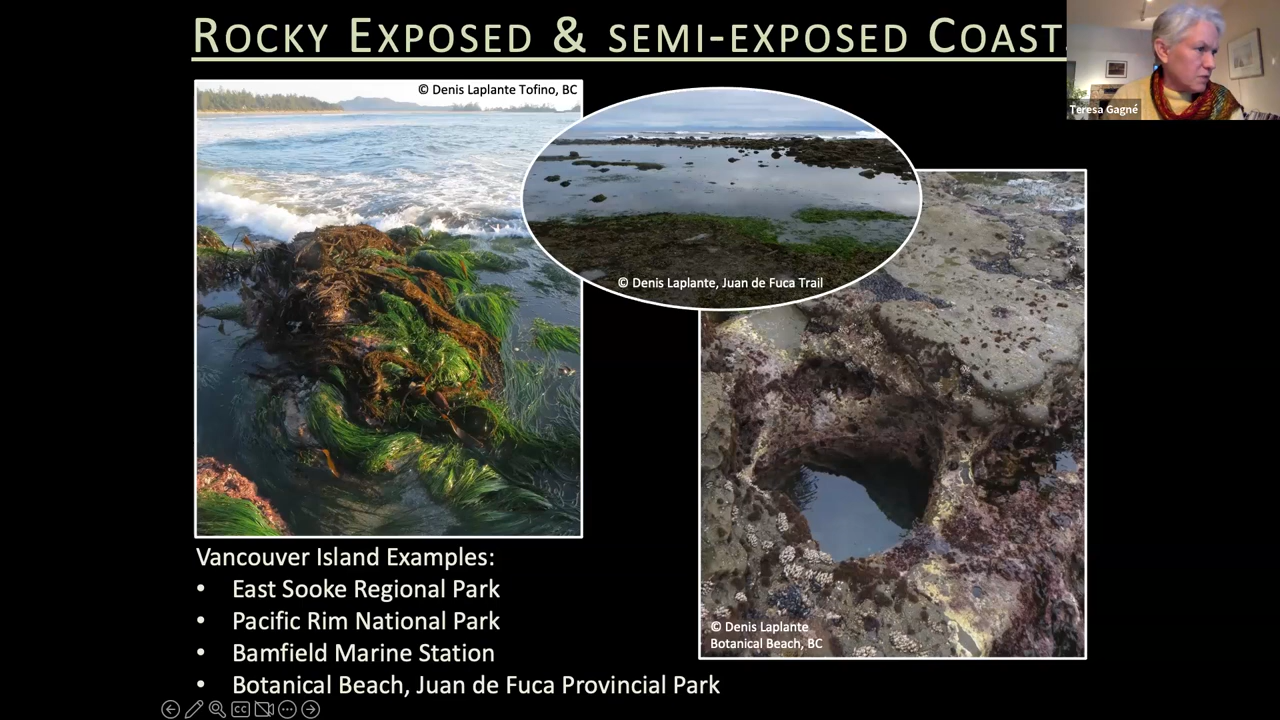 ROCKY EXPOSED & SEMI-EXPOSED COAST
Teresa Gagné
© Denis Laplante Tofino, BC
© Denis Laplante, Juan de Fuca Trail
© Denis Laplante
Botanical Beach, BC
Vancouver Island Examples:
• East Sooke Regional Park
• Pacific Rim National Park
• Bamfield Marine Station
• Botanical Beach, Juan de Fuca Provincial Park
CC